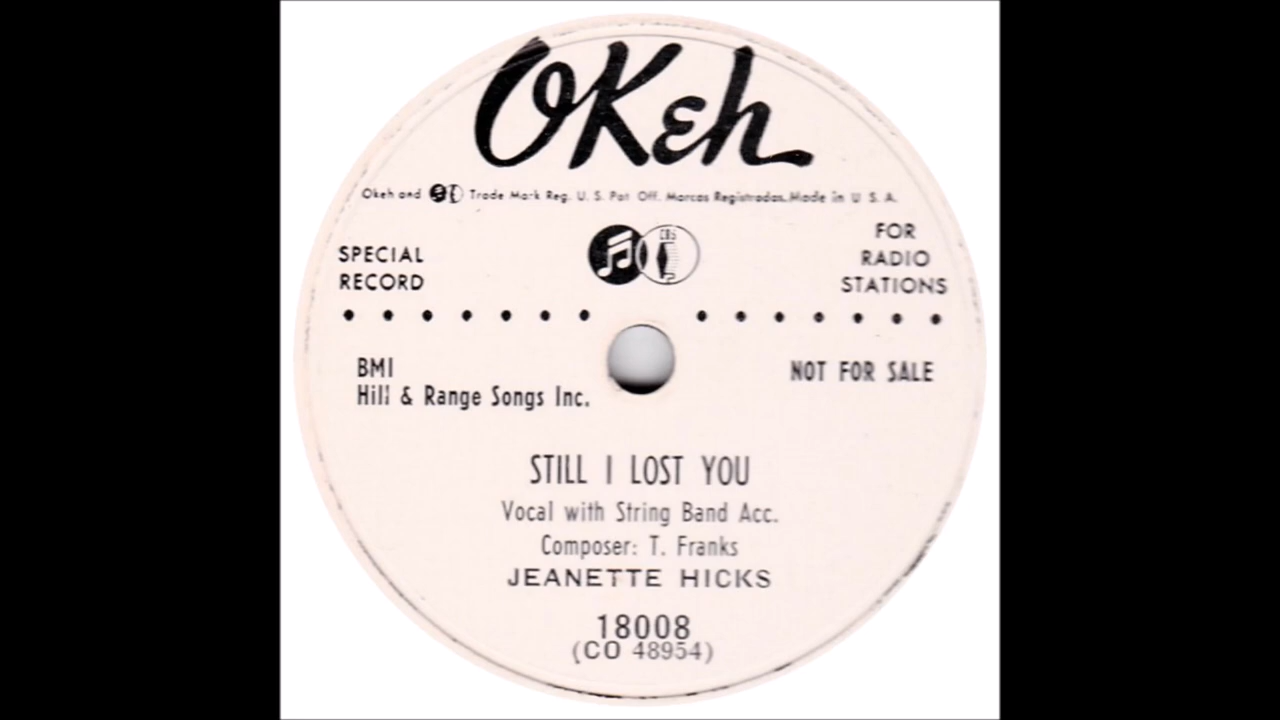 OKeh
Okeh and Trade Mark Reg. U. S. Pat Off. Marcas Registradas. Made in U S. A.
CBS
SPECIAL
RECORD
FOR
RADIO
STATIONS
BMI
Hill & Range Songs Inc.
NOT FOR SALE
STILL I LOST YOU
Vocal with String Band Acc.
Composer: T. Franks
JEANETTE HICKS
18008
(CO 48954)